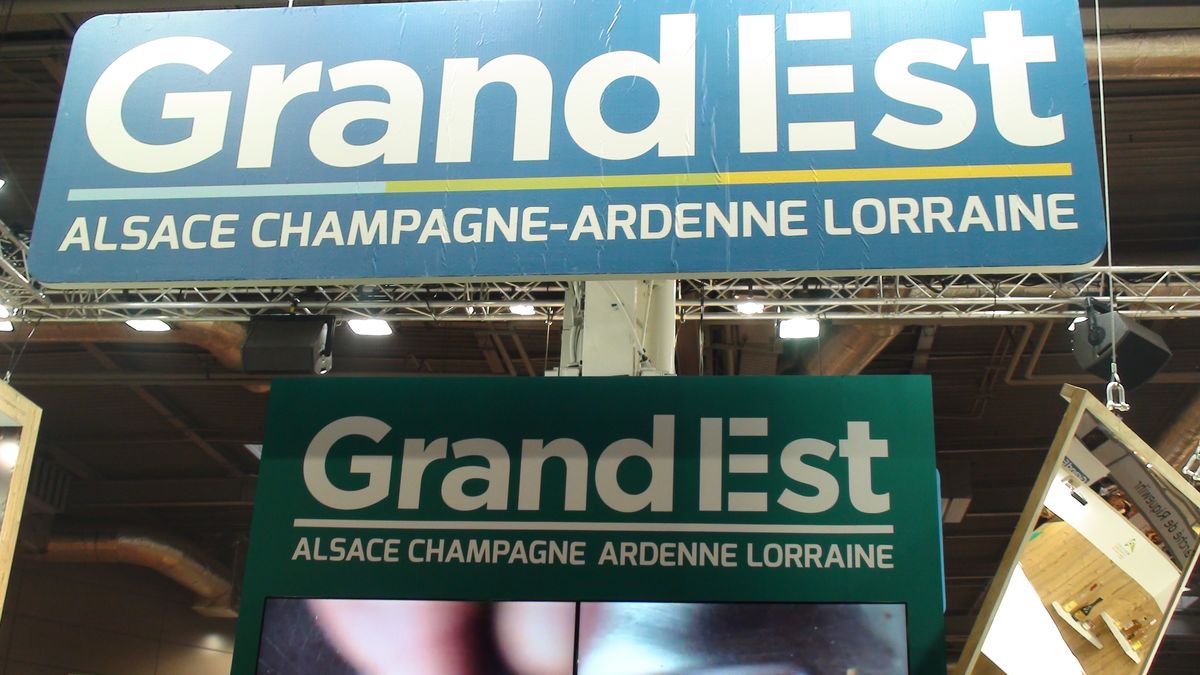 Grand Est
ALSACE CHAMPAGNE-ARDENNE LORRAINE
Grand Est
ALSACE CHAMPAGNE ARDENNE LORRAINE